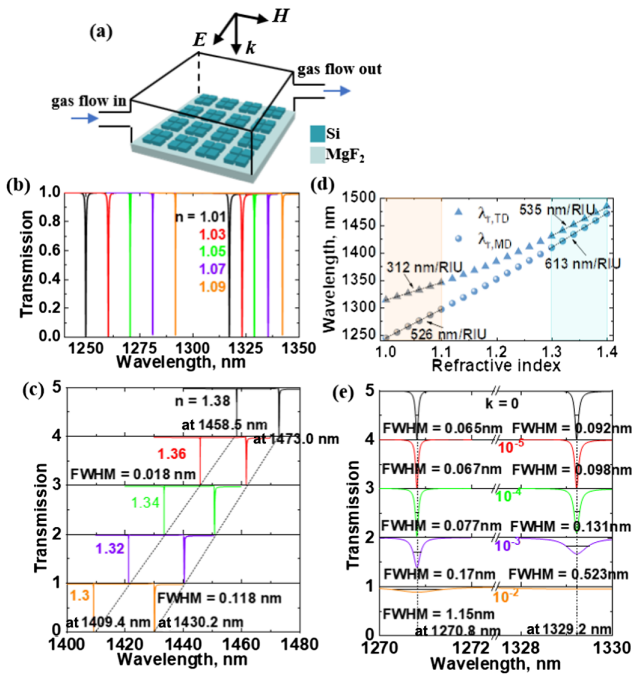 (a)
H
E
k
gas flow in
gas flow out
Si
MgF2
(b)
Transmission
1.0
0.8
0.6
0.4
0.2
0.0
n = 1.01
1.03
1.05
1.07
1.09
1250 1275 1300 1325 1350
Wavelength, nm
(d)
Wavelength, nm
1500
1450
1400
1350
1300
1250
λT,TD
λT,MD
535 nm/RIU
613 nm/RIU
312 nm/RIU
526 nm/RIU
1.0 1.1 1.2 1.3 1.4
Refractive index
(c)
Transmission
5
4
3
2
1
0
n = 1.38
at 1458.5 nm
at 1473.0 nm
1.36
FWHM = 0.018 nm
1.34
1.32
1.3
FWHM = 0.118 nm
at 1409.4 nm
at 1430.2 nm
1400 1420 1440 1460 1480
Wavelength, nm
(e)
Transmission
5
4
3
2
1
0
k = 0
FWHM = 0.065nm
FWHM = 0.092nm
10-5
FWHM = 0.067nm
FWHM = 0.098nm
10-4
FWHM = 0.077nm
FWHM = 0.131nm
10-3
FWHM = 0.17nm
FWHM = 0.523nm
10-2
FWHM = 1.15nm
at 1270.8 nm
at 1329.2 nm
1270 1272 1328 1330
Wavelength, nm